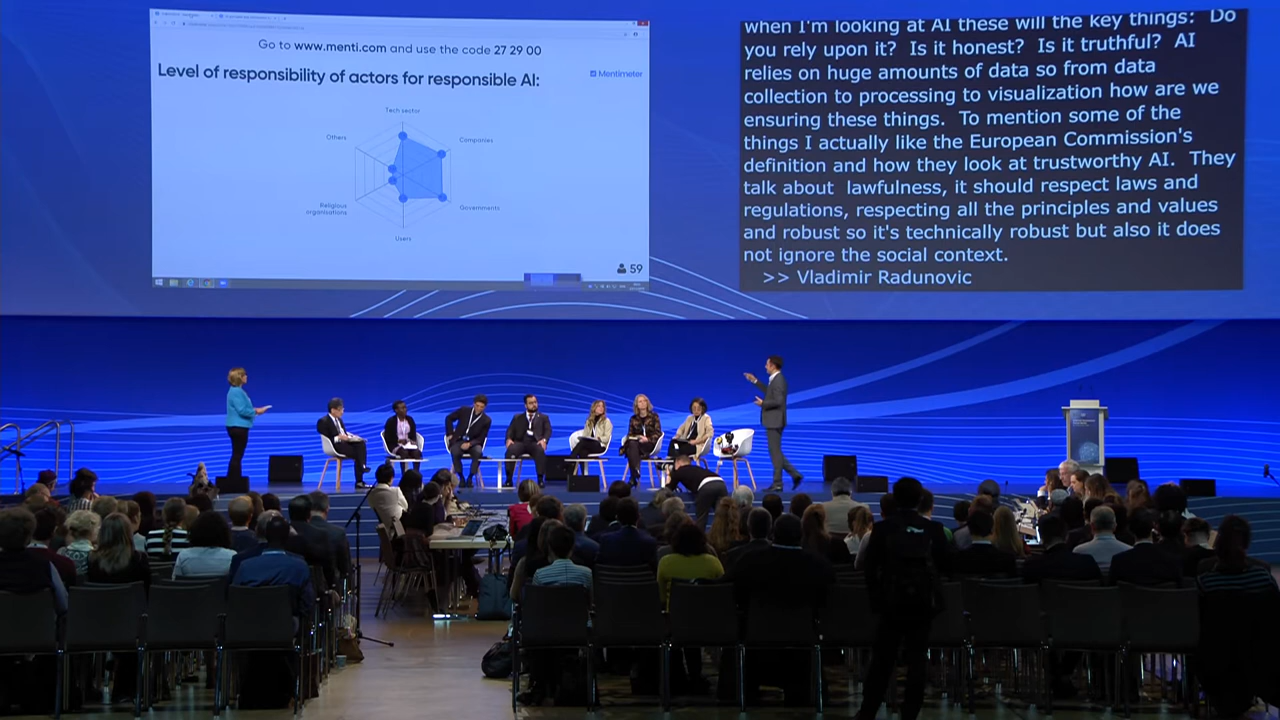 Go to www.menti.com and use the code 27 29 00
Level of responsibility of actors for responsible AI:
Mentimeter
Tech sector
Others
Companies
Religious
organisations
Governments
Users
59
when I'm looking at AI these will the key things: Do
you rely upon it? Is it honest? Is it truthful? AI
relies on huge amounts of data so from data
collection to processing to visualization how are we
ensuring these things. To mention some of the
things I actually like the European Commission's
definition and how they look at trustworthy AI. They
talk about lawfulness, it should respect laws and
regulations, respecting all the principles and values
and robust so it's technically robust but also it does
not ignore the social context.
>> Vladimir Radunovic